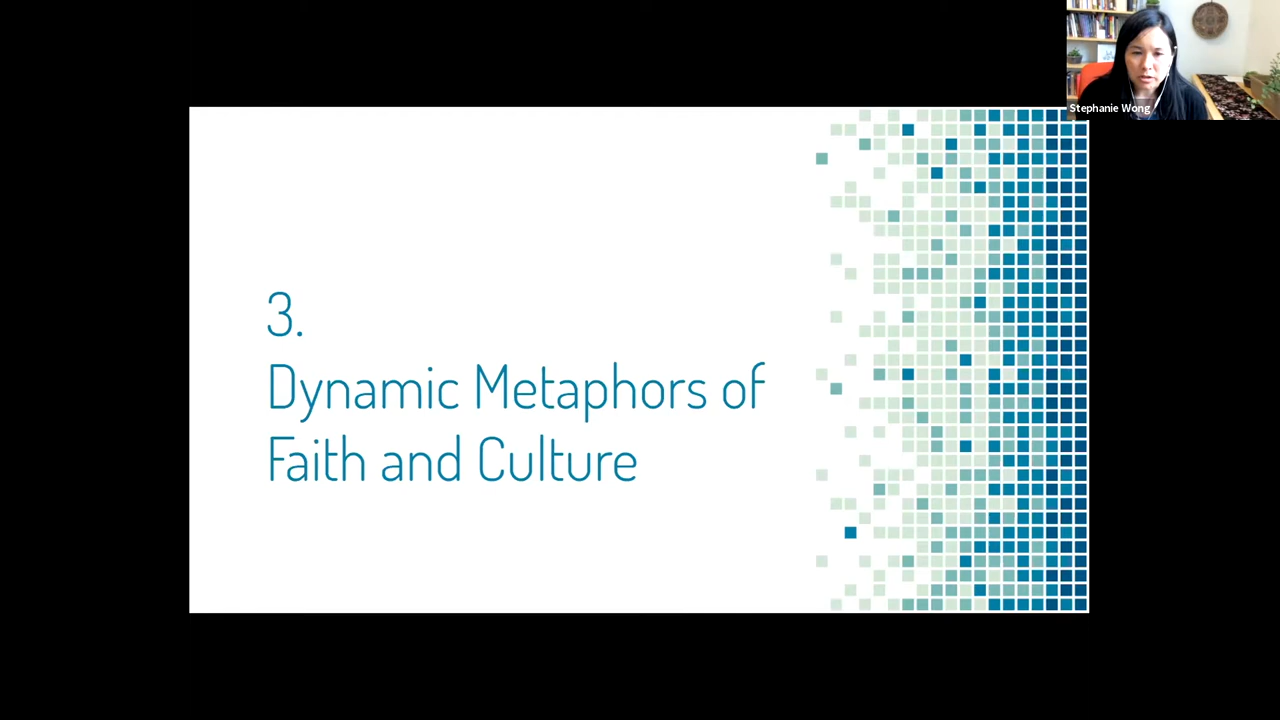 Stephanie Wong
3.
Dynamic Metaphors of
Faith and Culture